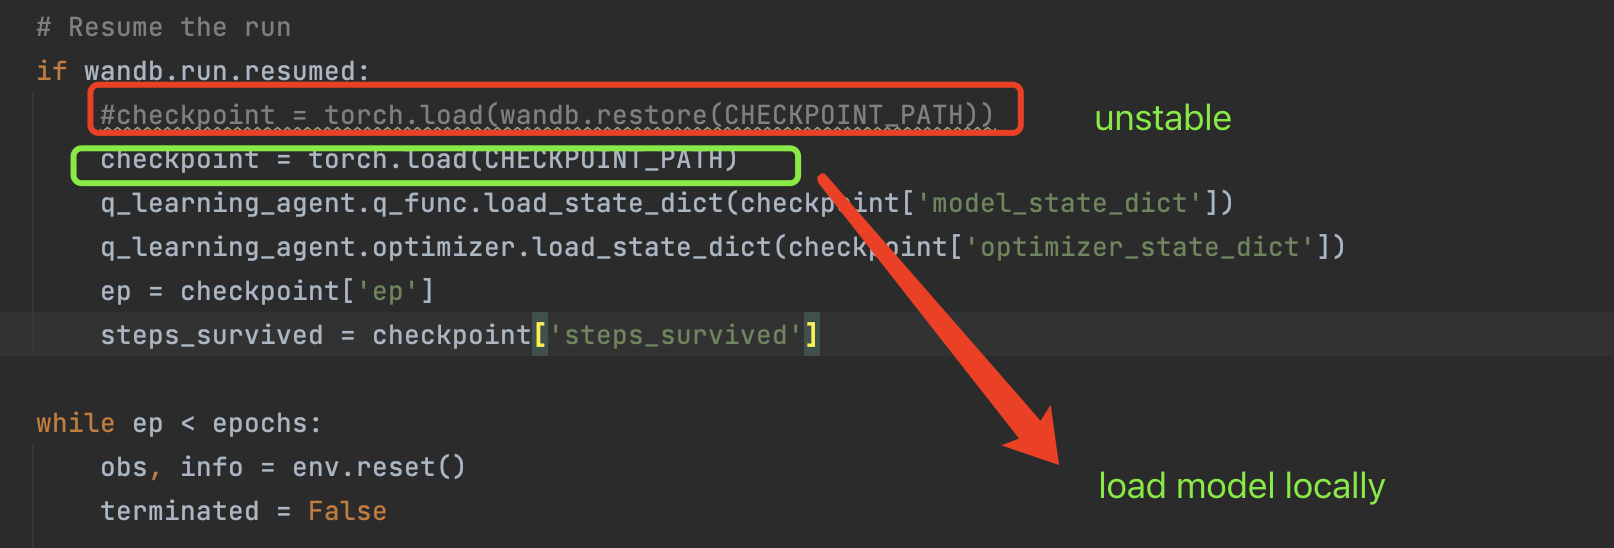 # Resume the run
if wandb.run.resumed:
#checkpoint = torch.load(wandb.restore(CHECKPOINT_PATH))
unstable
checkpoint = torch.load(CHECKPOINT_PATH)
q_learning_agent.q_func.load_state_dict(checkpoint['model_state_dict'])
q_learning_agent.optimizer.load_state_dict(checkpoint['optimizer_state_dict'])
ep = checkpoint['ep']
steps_survived = checkpoint['steps_survived']
while ep < epochs:
obs, info = env.reset()
load model locally
terminated = False